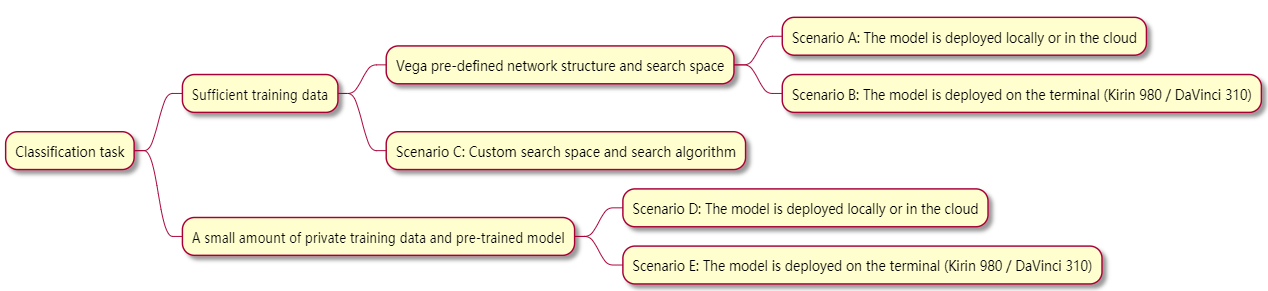 Scenario A: The model is deployed locally or in the cloud
Vega pre-defined network structure and search space
Sufficient training data
Scenario B: The model is deployed on the terminal (Kirin 980 / DaVinci 310)
Classification task
Scenario C: Custom search space and search algorithm
Scenario D: The model is deployed locally or in the cloud
A small amount of private training data and pre-trained model
Scenario E: The model is deployed on the terminal (Kirin 980 / DaVinci 310)